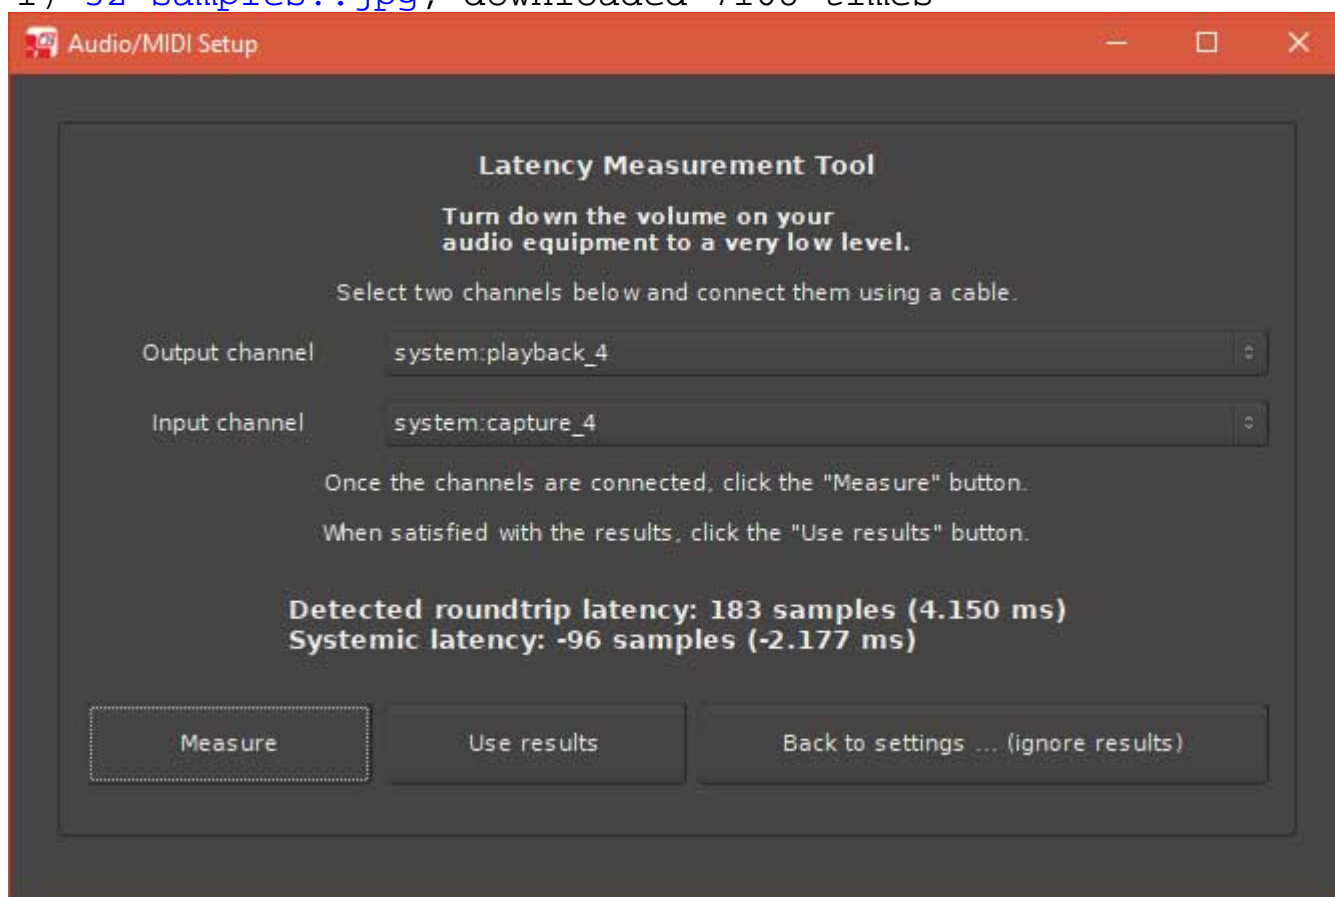 Audio/MIDI Setup
Latency Measurement Tool
Turn down the volume on your
audio equipment to a very low level.
Select two channels below and connect them using a cable.
Output channel system:playback_4
Input channel system:capture_4
Once the channels are connected, click the "Measure" button.
When satisfied with the results, click the "Use results" button.
Detected roundtrip latency: 183 samples (4.150 ms)
Systemic latency: -96 samples (-2.177 ms)
Measure Use results Back to settings ... (ignore results)